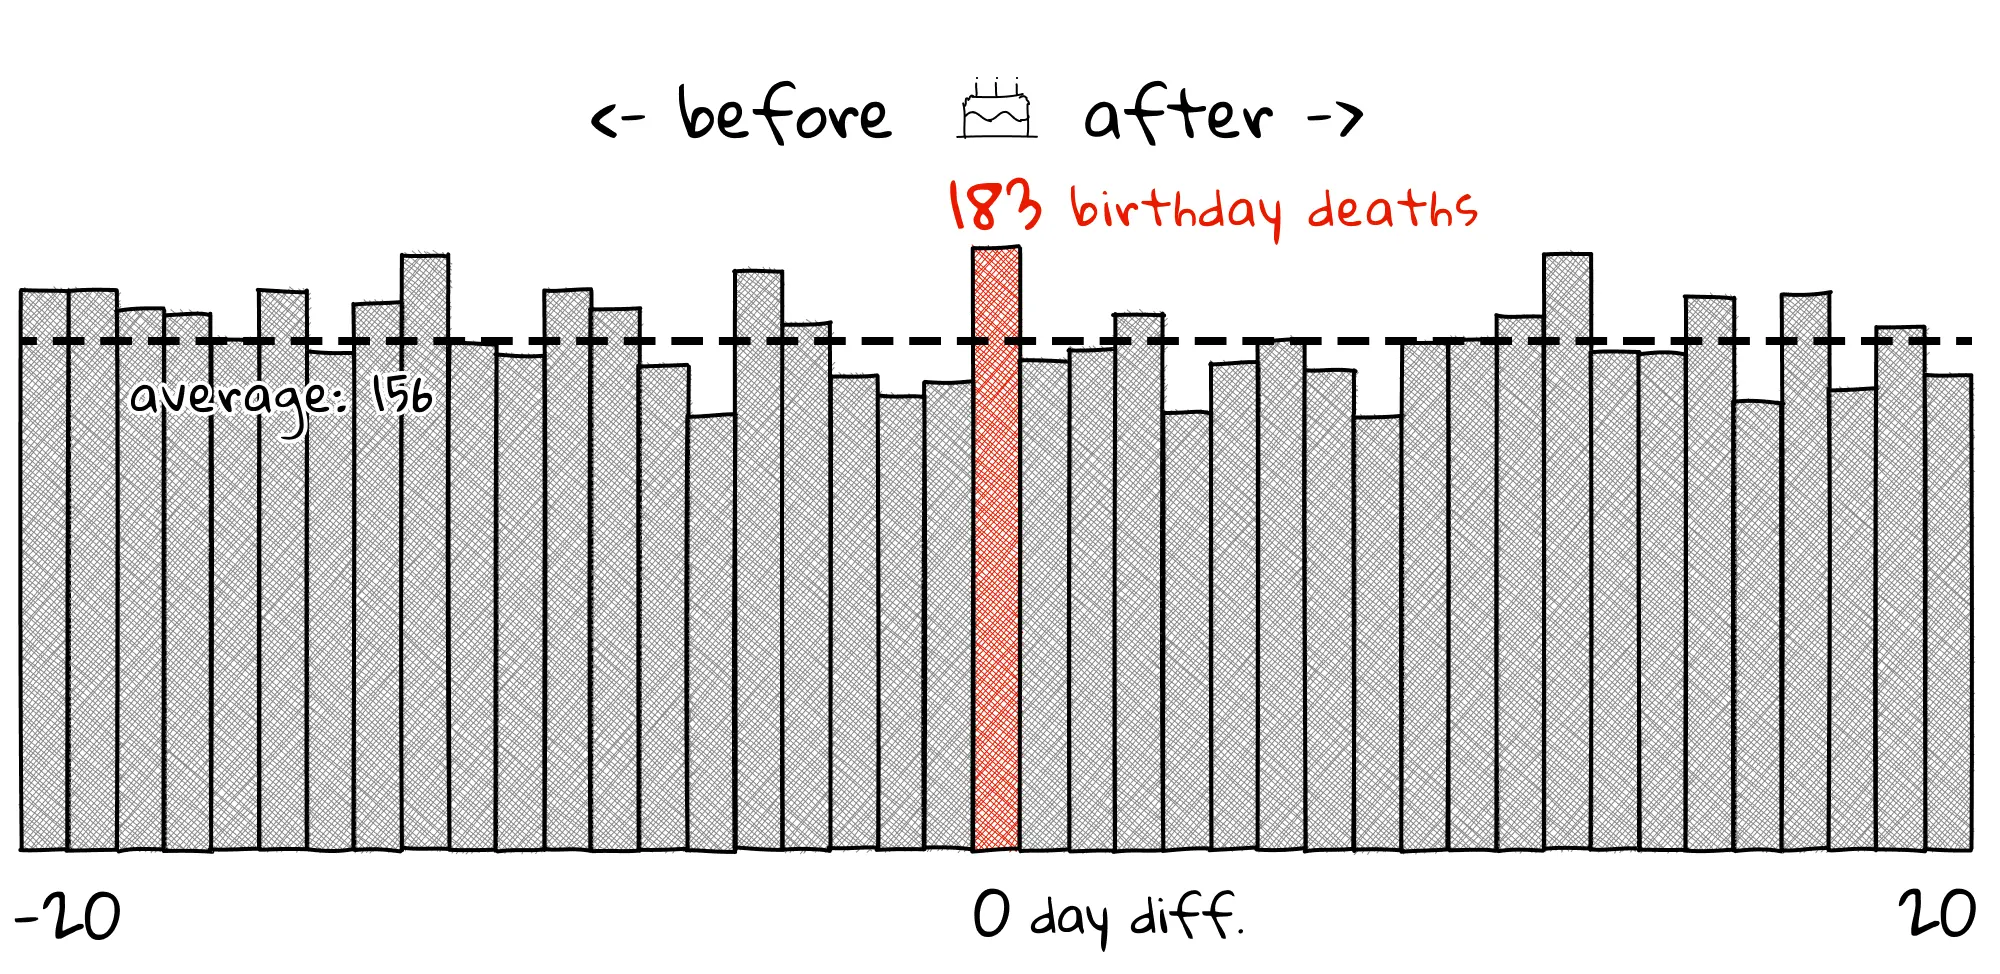 <- before after ->
183 birthday deaths
average: 156
-20 0 day diff. 20